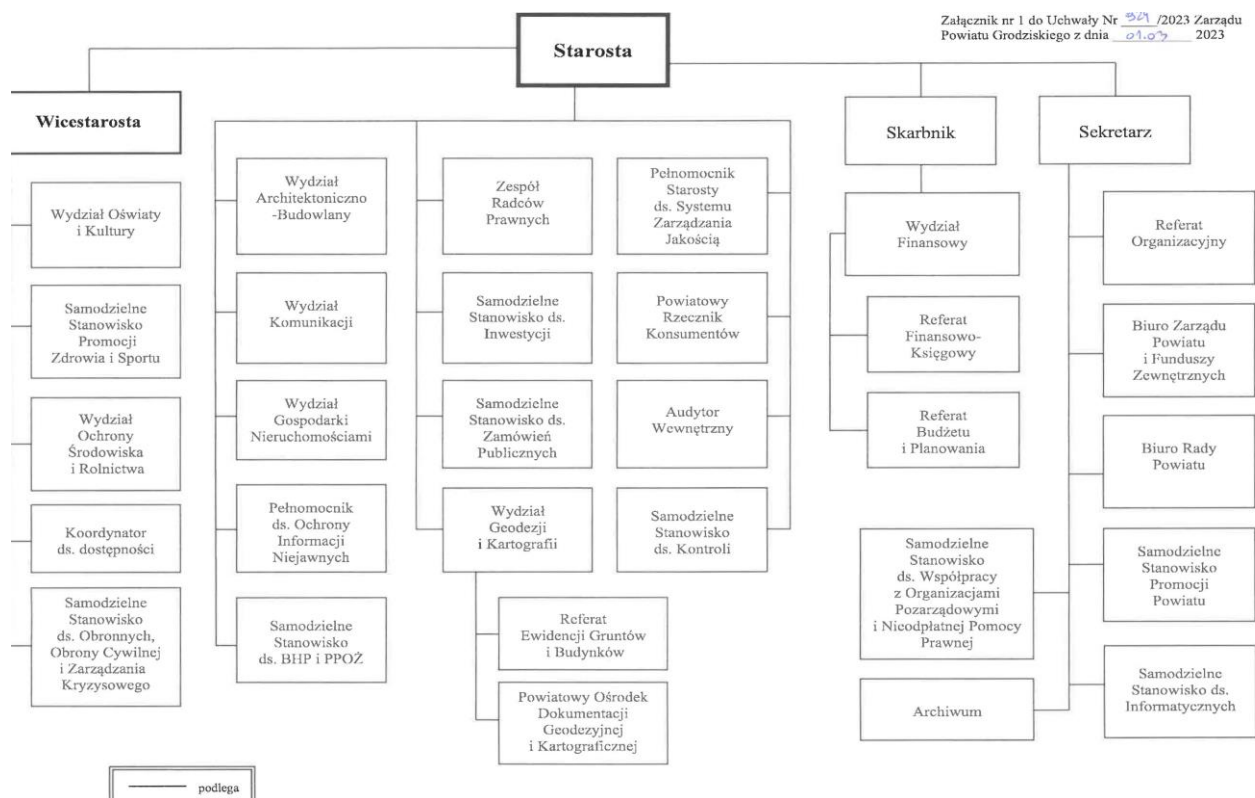 Załącznik nr 1 do Uchwały Nr 924/2023 Zarządu
Powiatu Grodziskiego z dnia 01.03 2023
Starosta
Wicestarosta
Wydział Oświaty
i Kultury
Samodzielne
Stanowisko
Promocji
Zdrowia i Sportu
Wydział
Ochrony
Środowiska
i Rolnictwa
Koordynator
ds. dostępności
Samodzielne
Stanowisko
ds. Obronnych,
Obrony Cywilnej
i Zarządzania
Kryzysowego
Wydział
Architektoniczno
-Budowlany
Wydział
Komunikacji
Wydział
Gospodarki
Nieruchomościami
Pełnomocnik
ds. Ochrony
Informacji
Niejawnych
Samodzielne
Stanowisko
ds. BHP i PPOŻ
Zespół
Radców
Prawnych
Samodzielne
Stanowisko ds.
Inwestycji
Samodzielne
Stanowisko ds.
Zamówień
Publicznych
Wydział
Geodezji
i Kartografii
Referat
Ewidencji Gruntów
i Budynków
Powiatowy Ośrodek
Dokumentacji
Geodezyjnej
i Kartograficznej
Pełnomocnik
Starosty
ds. Systemu
Zarządzania
Jakością
Powiatowy
Rzecznik
Konsumentów
Audytor
Wewnętrzny
Samodzielne
Stanowisko
ds. Kontroli
Skarbnik
Wydział
Finansowy
Referat
Finansowo-
Księgowy
Referat
Budżetu
i Planowania
Sekretarz
Referat
Organizacyjny
Biuro Zarządu
Powiatu
i Funduszy
Zewnętrznych
Biuro Rady
Powiatu
Samodzielne
Stanowisko
ds. Współpracy
z Organizacjami
Pozarządowymi
i Nieodpłatnej Pomocy
Prawnej
Samodzielne
Stanowisko
Promocji
Powiatu
Archiwum
Samodzielne
Stanowisko ds.
Informatycznych
podlega